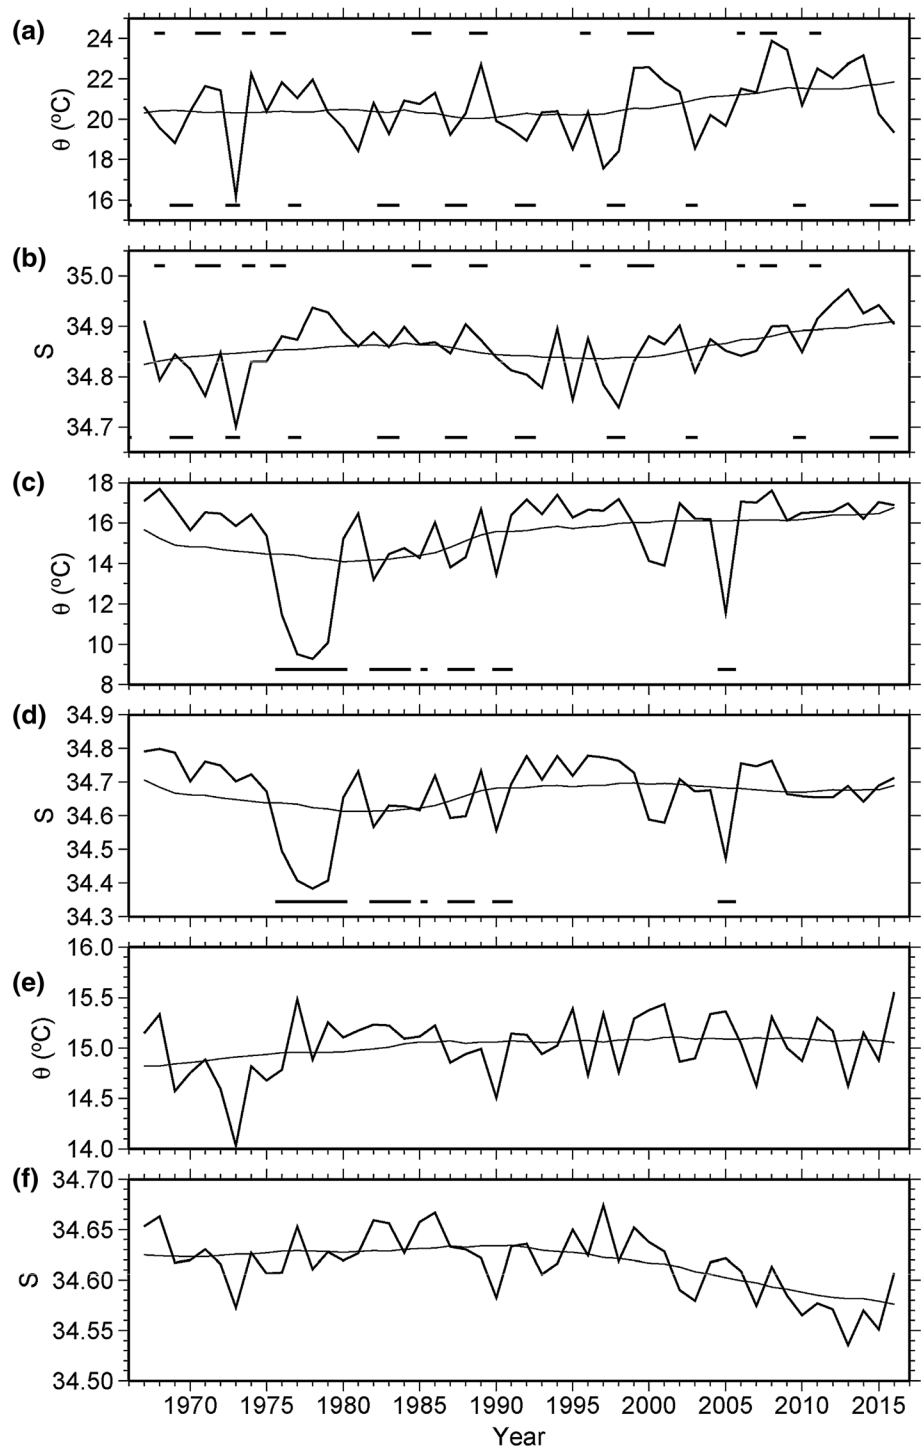 (a)
24
22
20
18
16
θ (ºC)
(b)
35.0
34.9
34.8
34.7
S
(c)
18
16
14
12
10
8
θ (ºC)
(d)
34.9
34.8
34.7
34.6
34.5
34.4
34.3
S
(e)
16.0
15.5
15.0
14.5
14.0
θ (ºC)
(f)
34.70
34.65
34.60
34.55
34.50
S
1970 1975 1980 1985 1990 1995 2000 2005 2010 2015
Year